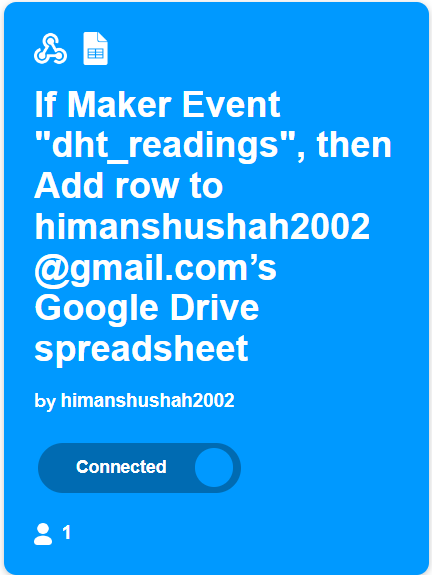 If Maker Event
"dht_readings", then
Add row to
himanshushah2002
@gmail.com’s
Google Drive
spreadsheet
by himanshushah2002
Connected
1